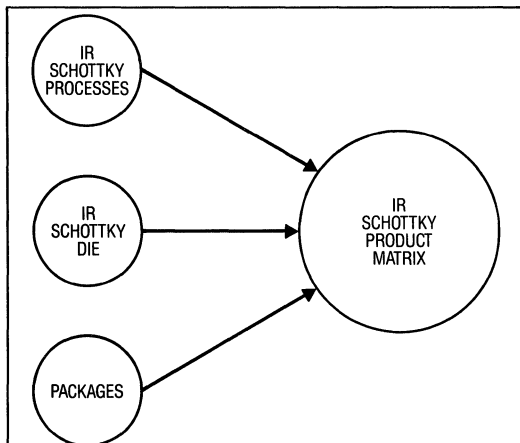 IR
SCHOTTKY
PROCESSES
IR
SCHOTTKY
DIE
IR
SCHOTTKY
PRODUCT
MATRIX
PACKAGES